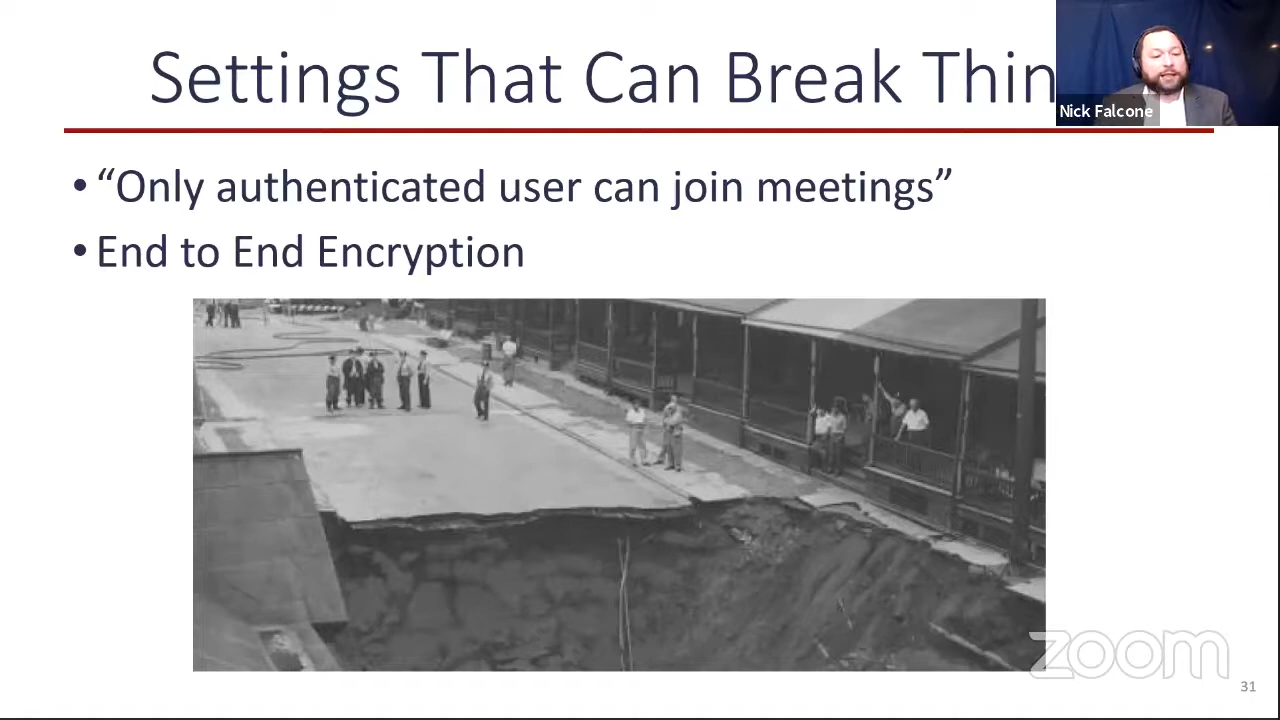 Settings That Can Break Thin
Nick Falcone
• “Only authenticated user can join meetings”
• End to End Encryption
zoom
31